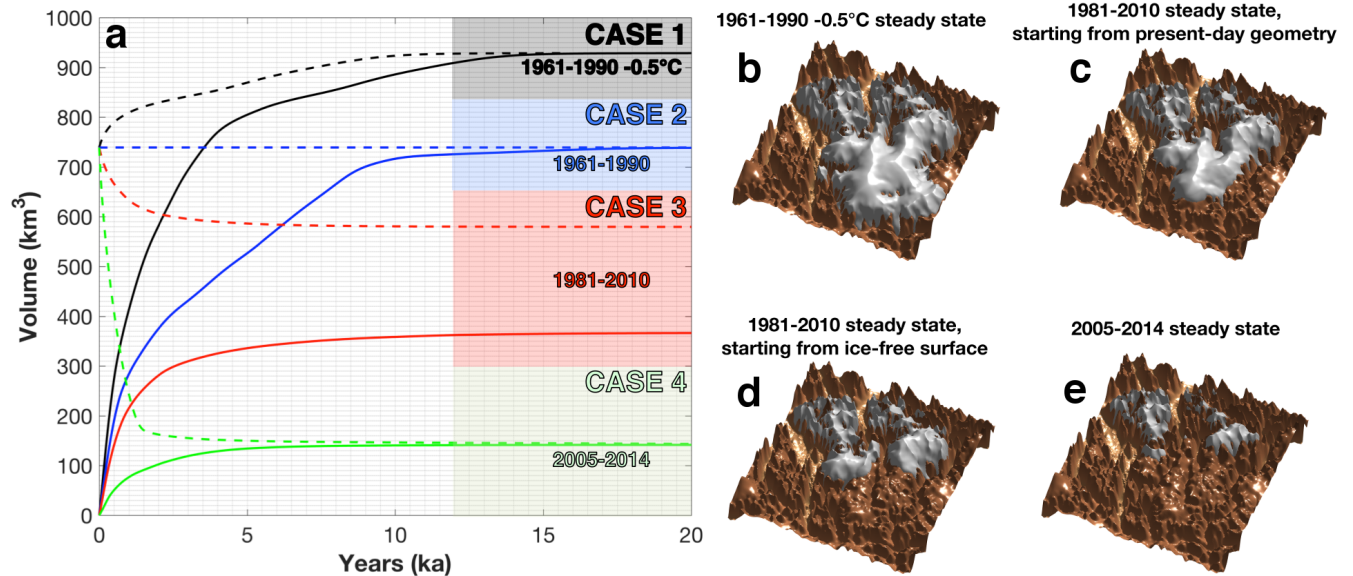 a
CASE 1
1961-1990 -0.5°C
CASE 2
1961-1990
CASE 3
1981-2010
CASE 4
2005-2014
Volume (km³)
1000
900
800
700
600
500
400
300
200
100
0
0
5
10
15
20
Years (ka)
1961-1990 -0.5°C steady state
b
1981-2010 steady state,
starting from present-day geometry
c
1981-2010 steady state,
starting from ice-free surface
d
2005-2014 steady state
e